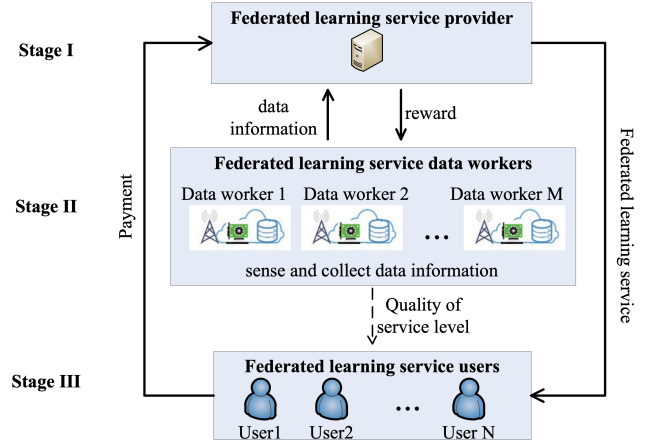 Federated learning service provider
Stage I
data
information
reward
Federated learning service data workers
Data worker 1
Data worker 2
Data worker M
Stage II
...
sense and collect data information
Payment
Federated learning service
Quality of
service level
Federated learning service users
Stage III
...
User1
User2
User N